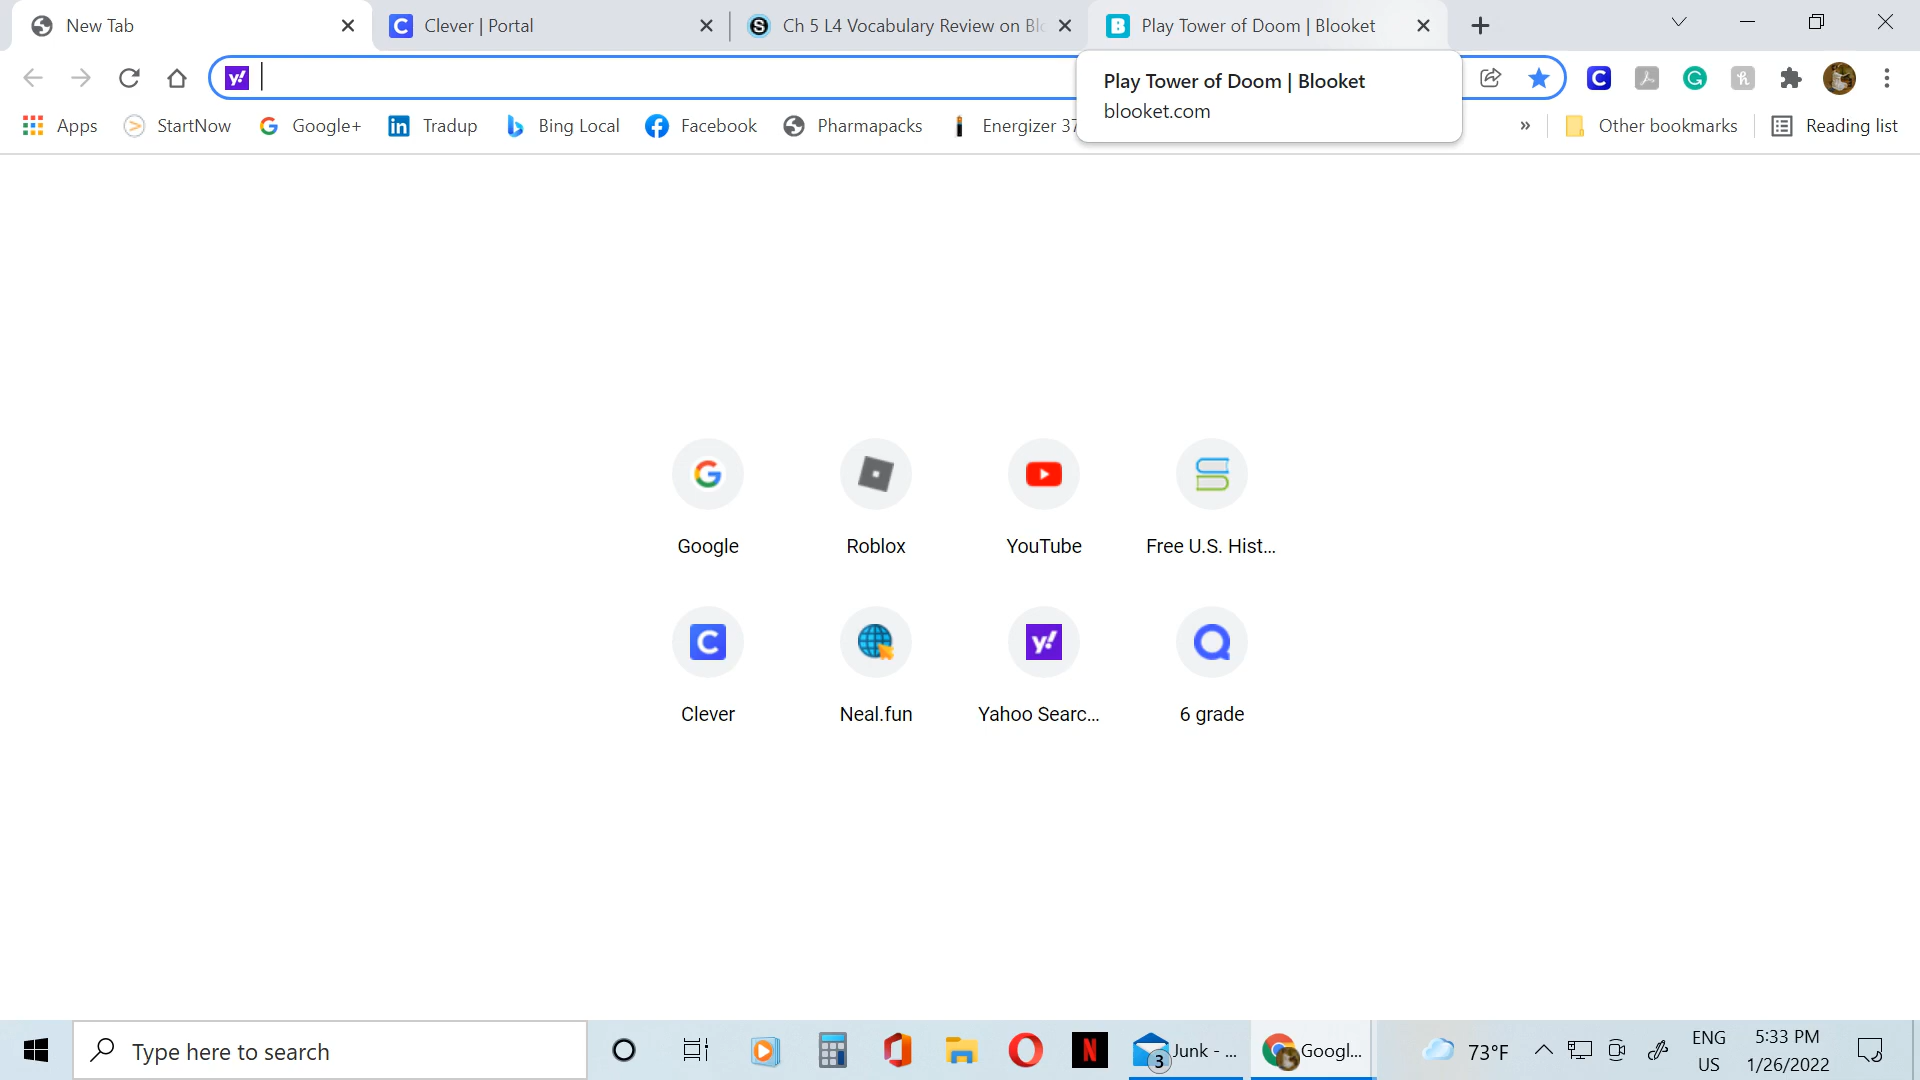 New Tab
Clever | Portal
Ch 5 L4 Vocabulary Review on Blo
Play Tower of Doom | Blooket
Play Tower of Doom | Blooket
blooket.com
Apps
StartNow
Google+
Tradup
Bing Local
Facebook
Pharmapacks
Energizer 37
»
Other bookmarks
Reading list
Google
Roblox
YouTube
Free U.S. Hist...
Clever
Neal.fun
Yahoo Searc...
6 grade
Type here to search
3
Junk - ...
Googl...
73°F
ENG
US
5:33 PM
1/26/2022